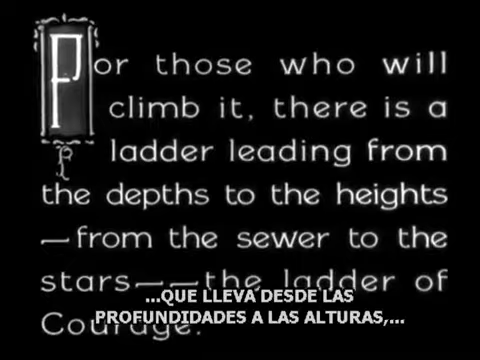 For those who will
climb it, there is a
ladder leading from
the depths to the heights
—from the sewer to the
stars——the ladder of
Courage.
...QUE LLEVA DESDE LAS
PROFUNDIDADES A LAS ALTURAS,...